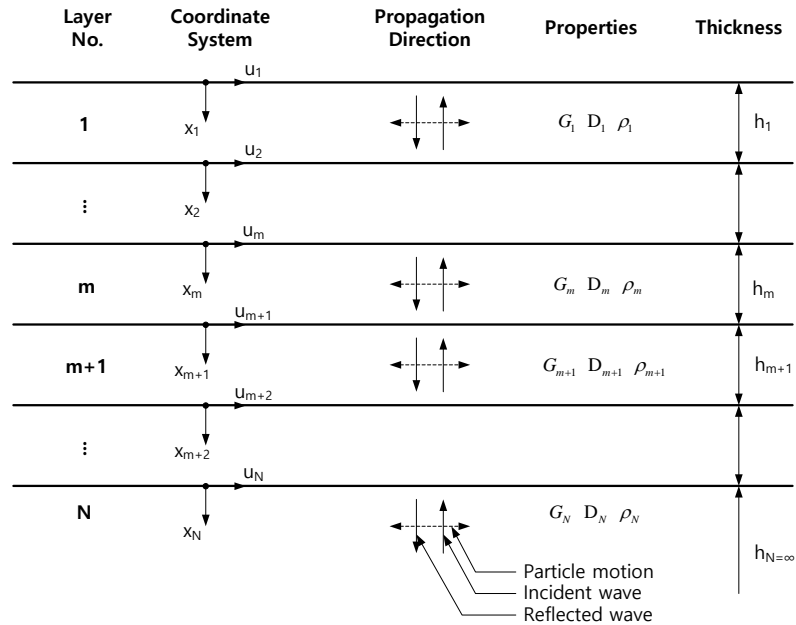 Layer No. Coordinate System Propagation Direction Properties Thickness
u1
1 x1 G1 D1 ρ1 h1
u2
⋮ x2
um
m xm Gm Dm ρm hm
um+1
m+1 xm+1 Gm+1 Dm+1 ρm+1 hm+1
um+2
⋮ xm+2
uN
N xN GN DN ρN
hN=∞
Particle motion
Incident wave
Reflected wave